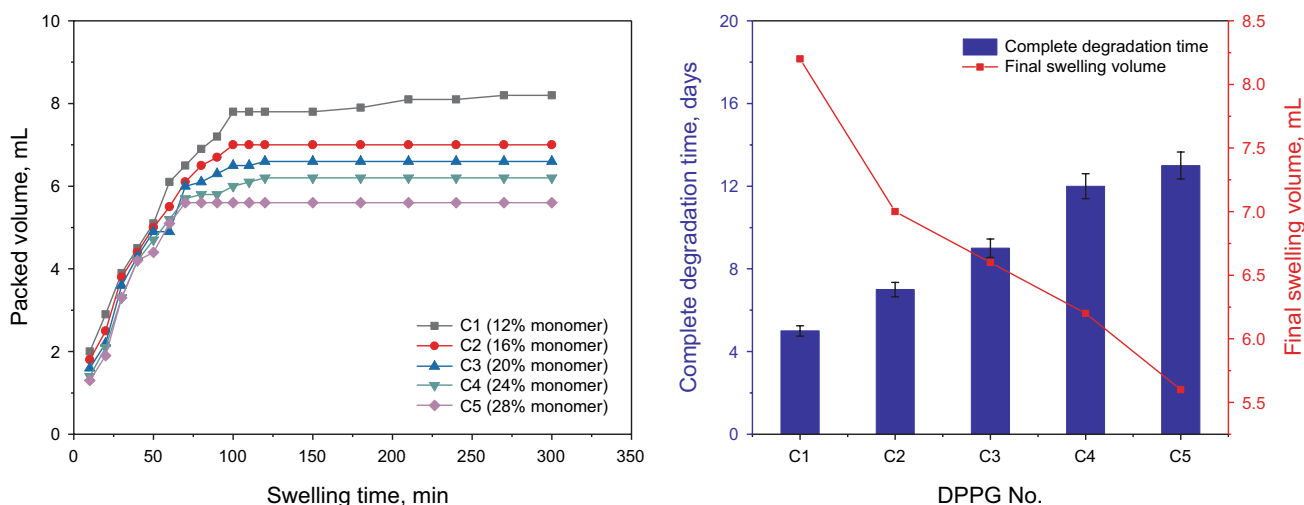 10
8
6
4
2
0
Packed volume, mL
0
50
100
150
200
250
300
350
Swelling time, min
C1 (12% monomer)
C2 (16% monomer)
C3 (20% monomer)
C4 (24% monomer)
C5 (28% monomer)
20
16
12
8
4
0
Complete degradation time, days
C1
C2
C3
C4
C5
DPPG No.
Complete degradation time
Final swelling volume
8.5
8.0
7.5
7.0
6.5
6.0
5.5
Final swelling volume, mL